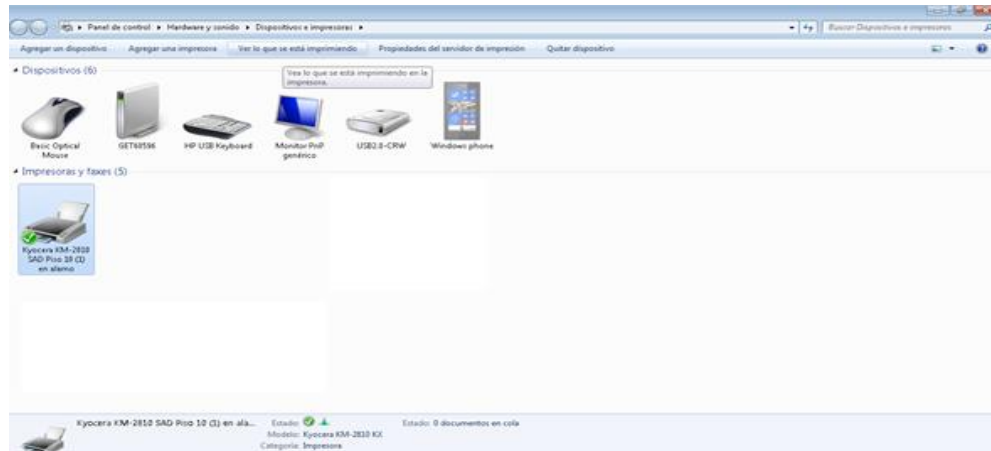 Panel de control ▸ Hardware y sonido ▸ Dispositivos e impresoras ▸
Buscar Dispositivos e impresoras
Agregar un dispositivo Agregar una impresora Ver lo que se está imprimiendo Propiedades del servidor de impresión Quitar dispositivo
Vea lo que se está imprimiendo en la
impresora.
Dispositivos (6)
Basic Optical
Mouse
HP USB Keyboard
Monitor PnP
genérico
USB2.0-CRW
Windows phone
Impresoras y faxes (5)
Kyocera KM-2810
SAD Piso 10 (1)
en alamo
Kyocera KM-2810 SAD Piso 10 (1) en ala...
Estado:
Estado: 0 documentos en cola
Modelo: Kyocera KM-2810 KX
Categoría: Impresora